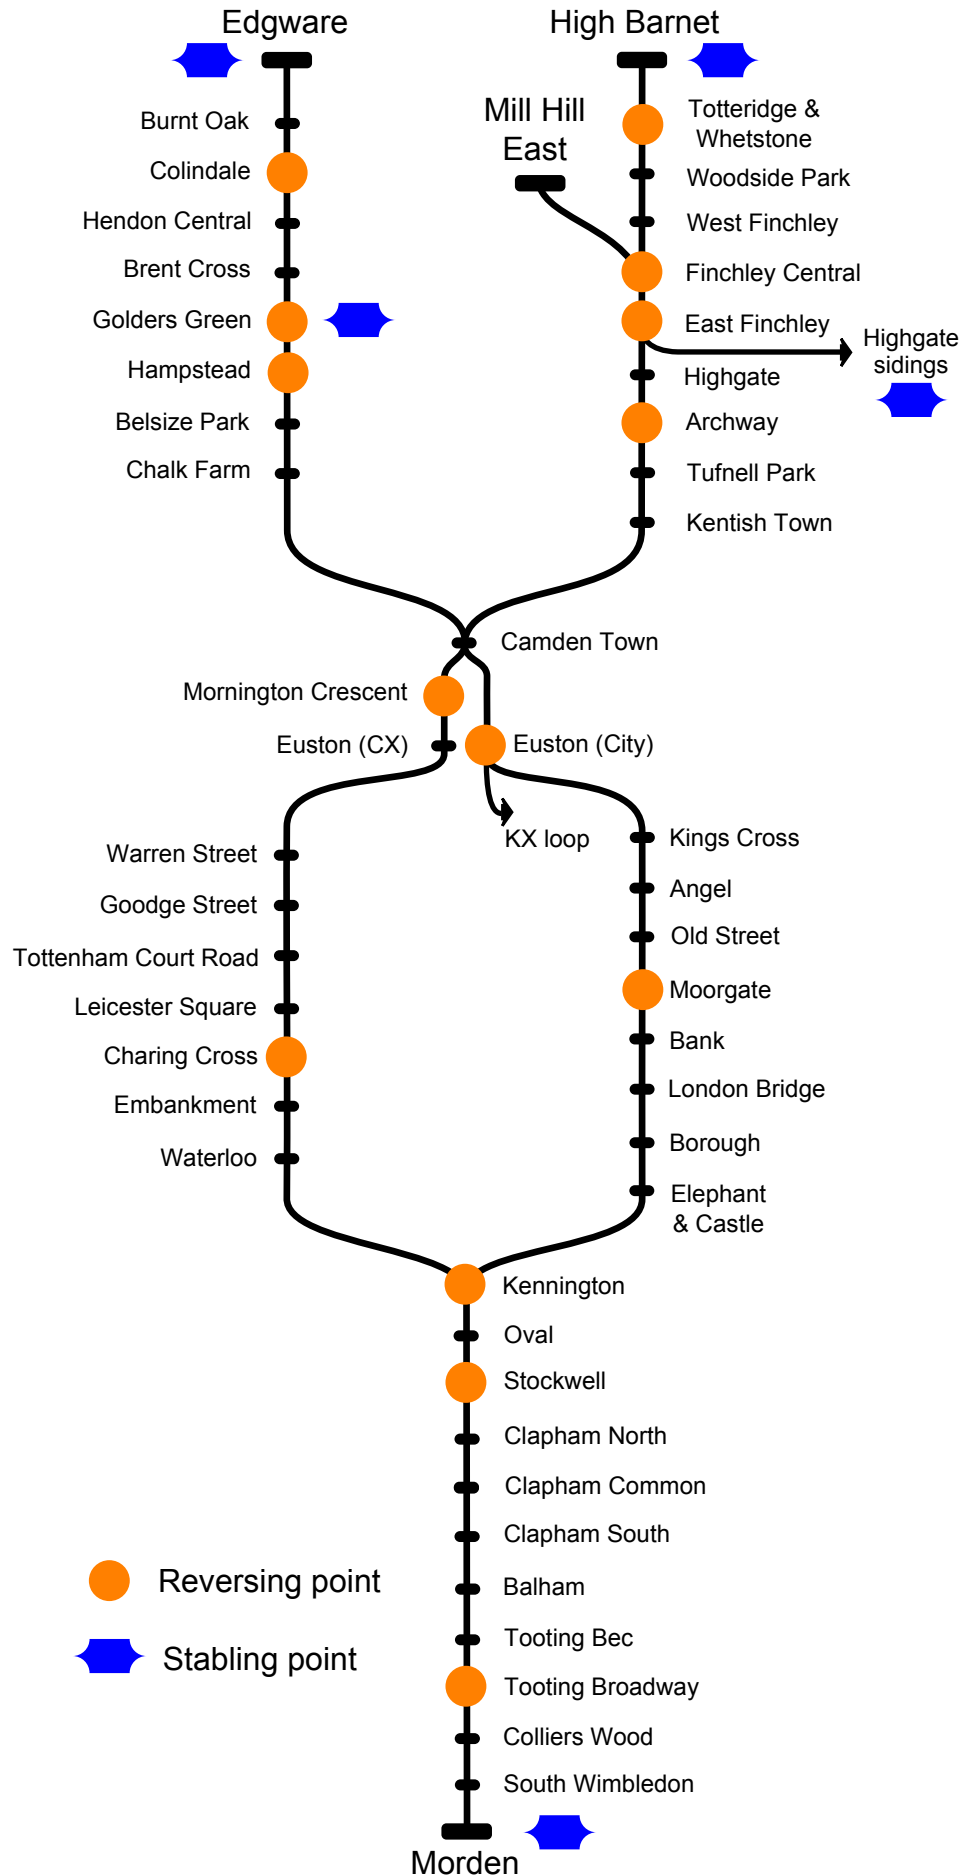 Edgware
High Barnet
Mill Hill
East
Burnt Oak
Colindale
Hendon Central
Brent Cross
Golders Green
Hampstead
Belsize Park
Chalk Farm
Totteridge &
Whetstone
Woodside Park
West Finchley
Finchley Central
East Finchley
Highgate
sidings
Highgate
Archway
Tufnell Park
Kentish Town
Camden Town
Mornington Crescent
Euston (CX)
Euston (City)
KX loop
Warren Street
Goodge Street
Tottenham Court Road
Leicester Square
Charing Cross
Embankment
Waterloo
Kings Cross
Angel
Old Street
Moorgate
Bank
London Bridge
Borough
Elephant
& Castle
Kennington
Oval
Stockwell
Clapham North
Clapham Common
Clapham South
Balham
Tooting Bec
Tooting Broadway
Colliers Wood
South Wimbledon
Morden
Reversing point
Stabling point